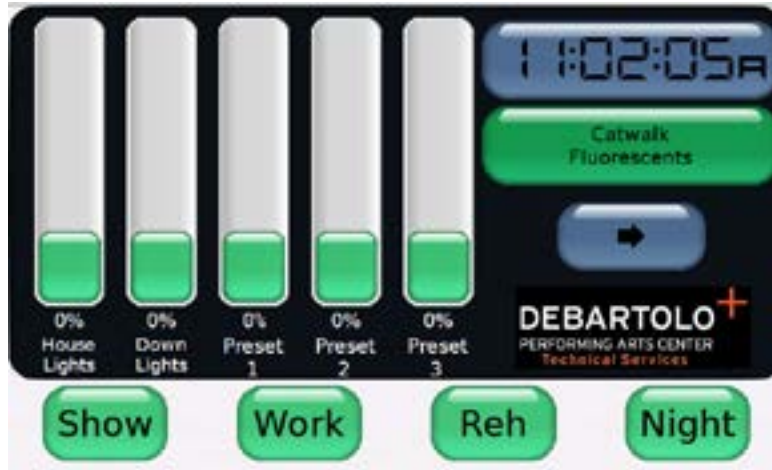 11:02:05A
Catwalk
Fluorescents
0%
House
Lights
0%
Down
Lights
0%
Preset
1
0%
Preset
2
0%
Preset
3
DEBARTOLO+
PERFORMING ARTS CENTER
Technical Services
Show
Work
Reh
Night